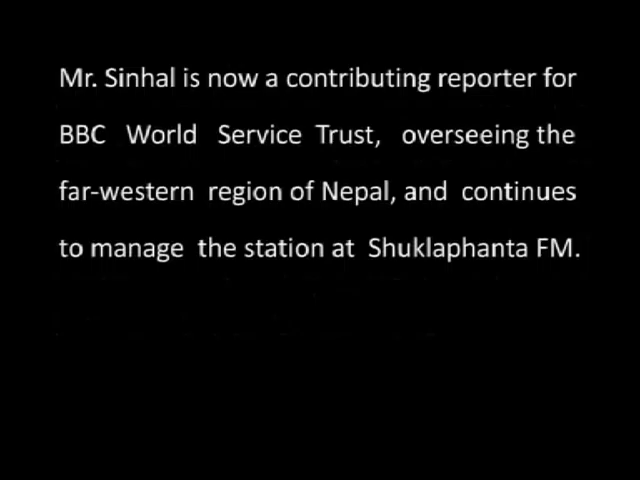 Mr. Sinhal is now a contributing reporter for
BBC World Service Trust, overseeing the
far-western region of Nepal, and continues
to manage the station at Shuklaphanta FM.